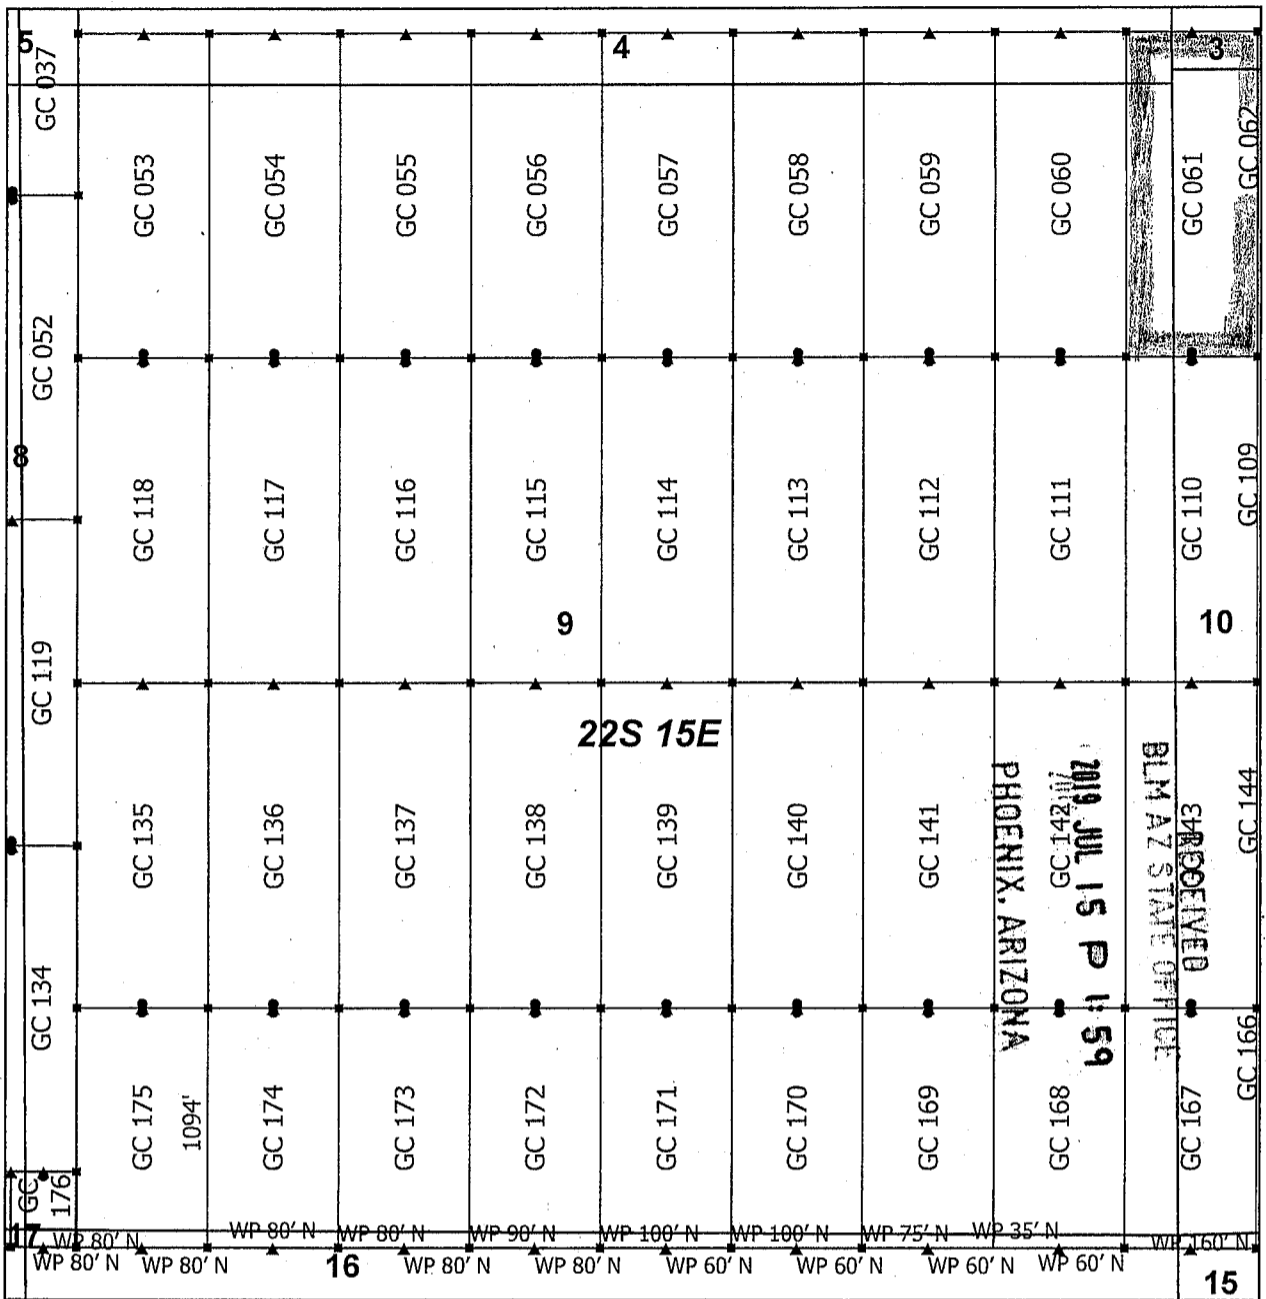 5
4
3
GC 037
GC 053
GC 054
GC 055
GC 056
GC 057
GC 058
GC 059
GC 060
GC 061
GC 062
GC 052
8
GC 118
GC 117
GC 116
GC 115
GC 114
GC 113
GC 112
GC 111
GC 110
GC 109
9
10
GC 119
22S 15E
GC 135
GC 136
GC 137
GC 138
GC 139
GC 140
GC 141
GC 142
43
GC 144
RECEIVED
BLM AZ STATE OFFICE
2019 JUL 15 P 1:59
PHOENIX, ARIZONA
GC 134
GC 175
1094'
GC 174
GC 173
GC 172
GC 171
GC 170
GC 169
GC 168
GC 167
GC 166
GC
176
17
WP 80' N
WP 80' N
WP 80' N
WP 90' N
WP 100' N
WP 100' N
WP 75' N
WP 35' N
WP 160' N
WP 80' N
WP 80' N
16
WP 80' N
WP 80' N
WP 60' N
WP 60' N
WP 60' N
WP 60' N
15